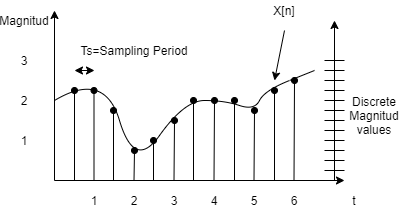 X[n]
Magnitud
Ts=Sampling Period
3
2
1
Discrete
Magnitud
values
1 2 3 4 5 6 t